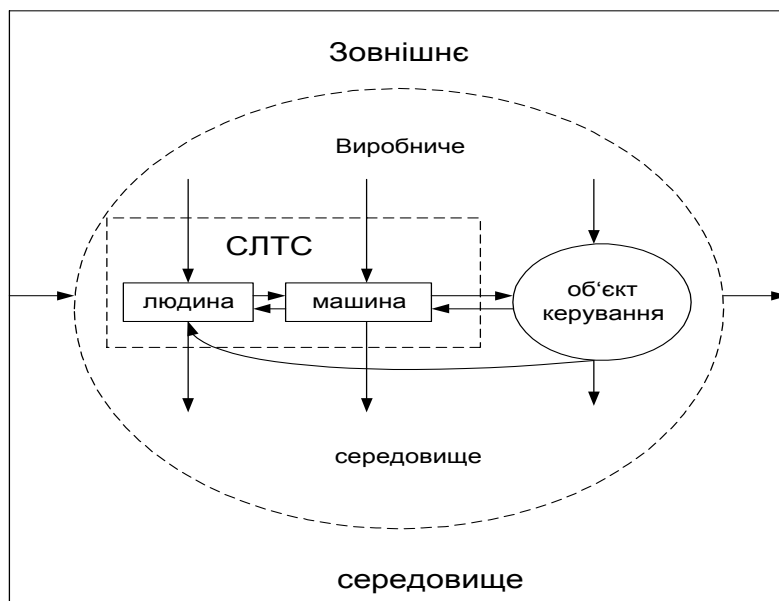 Зовнішнє
Виробниче
СЛТС
людина
машина
об‘єкт
керування
середовище
середовище